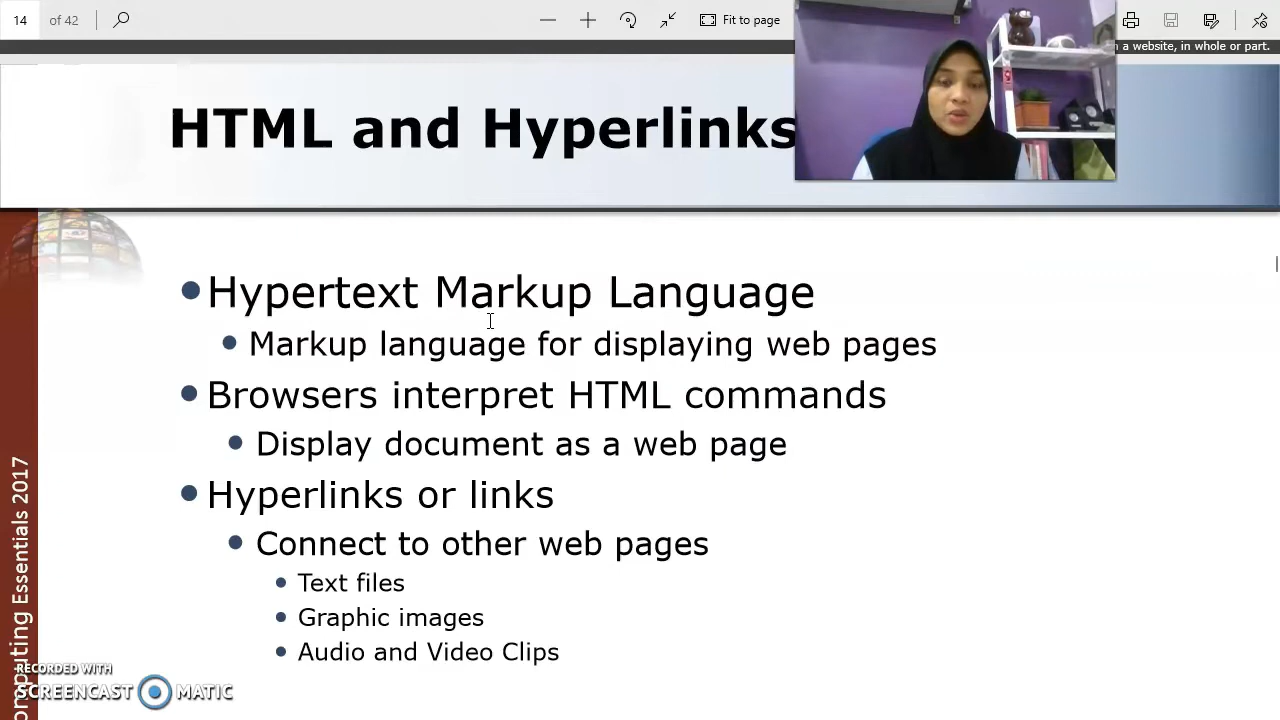 14 of 42
Fit to page
a website, in whole or part.
HTML and Hyperlinks
Hypertext Markup Language
Markup language for displaying web pages
Browsers interpret HTML commands
Display document as a web page
Hyperlinks or links
Connect to other web pages
Text files
Graphic images
Audio and Video Clips
omputing Essentials 2017
RECORDED WITH
SCREENCAST MATIC